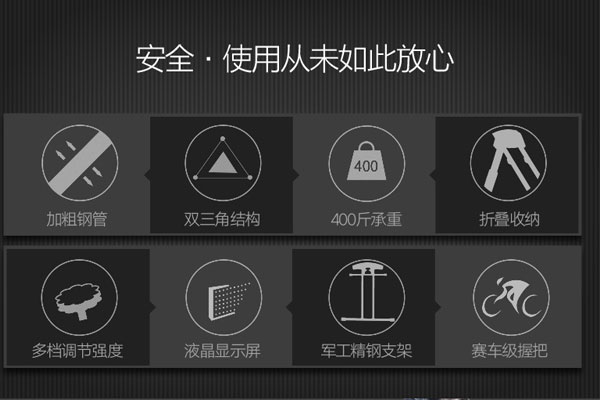 安全·使用从未如此放心
400
加粗钢管
双三角结构
400斤承重
折叠收纳
多档调节强度
液晶显示屏
军工精钢支架
赛车级握把